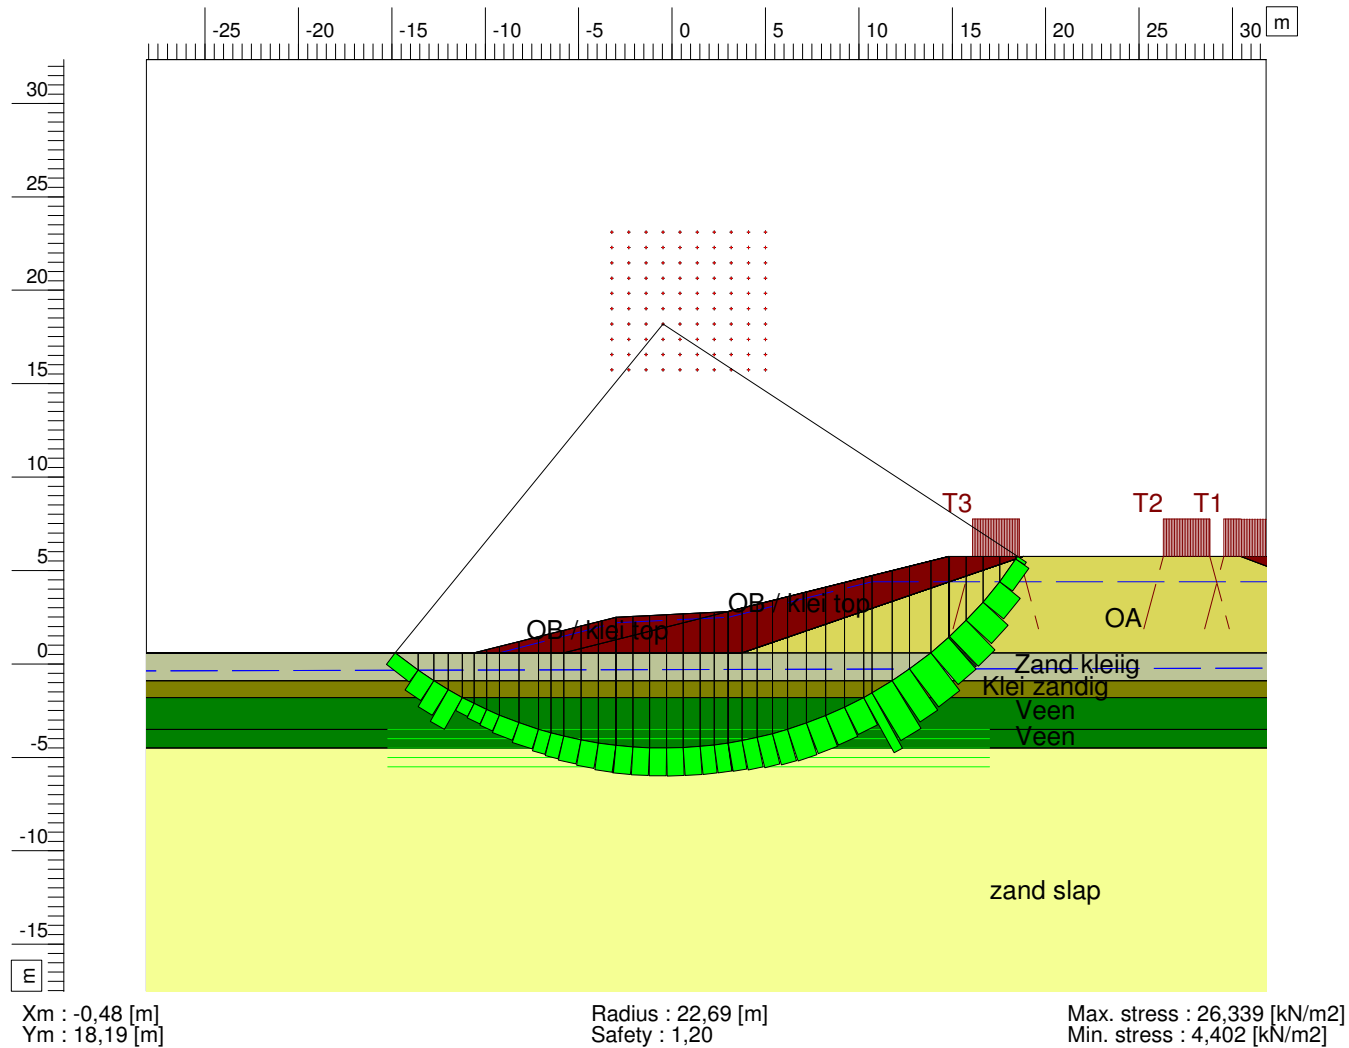 -25 -20 -15 -10 -5 0 5 10 15 20 25 30 m
30
25
20
15
10
T3 T2 T1
5
OB / klei top
OA
OB / klei top
0
Zand kleiig
Klei zandig
Veen
Veen
-5
-10
zand slap
-15
m
Xm : -0,48 [m] Radius : 22,69 [m] Max. stress : 26,339 [kN/m2]
Ym : 18,19 [m] Safety : 1,20 Min. stress : 4,402 [kN/m2]